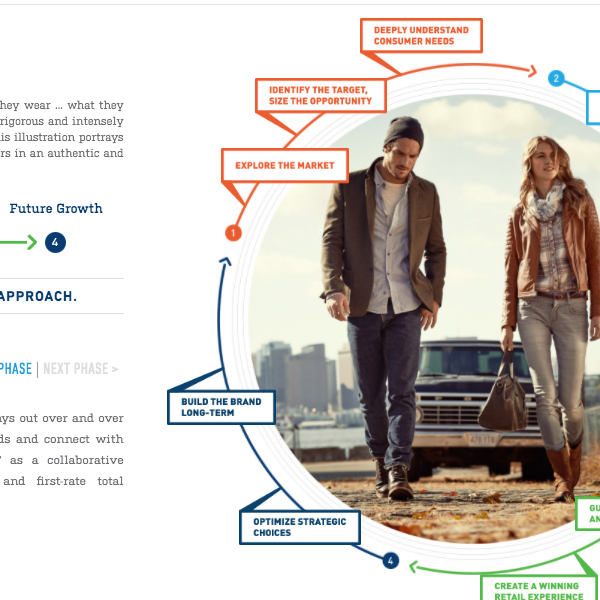 DEEPLY UNDERSTAND
CONSUMER NEEDS
2
IDENTIFY THE TARGET,
SIZE THE OPPORTUNITY
EXPLORE THE MARKET
1
hey wear ... what they
rigorous and intensely
is illustration portrays
rs in an authentic and
Future Growth
4
APPROACH.
PHASE | NEXT PHASE >
ays out over and over
ds and connect with
as a collaborative
and first-rate total
BUILD THE BRAND
LONG-TERM
OPTIMIZE STRATEGIC
CHOICES
4
GU
AN
CREATE A WINNING
RETAIL EXPERIENCE